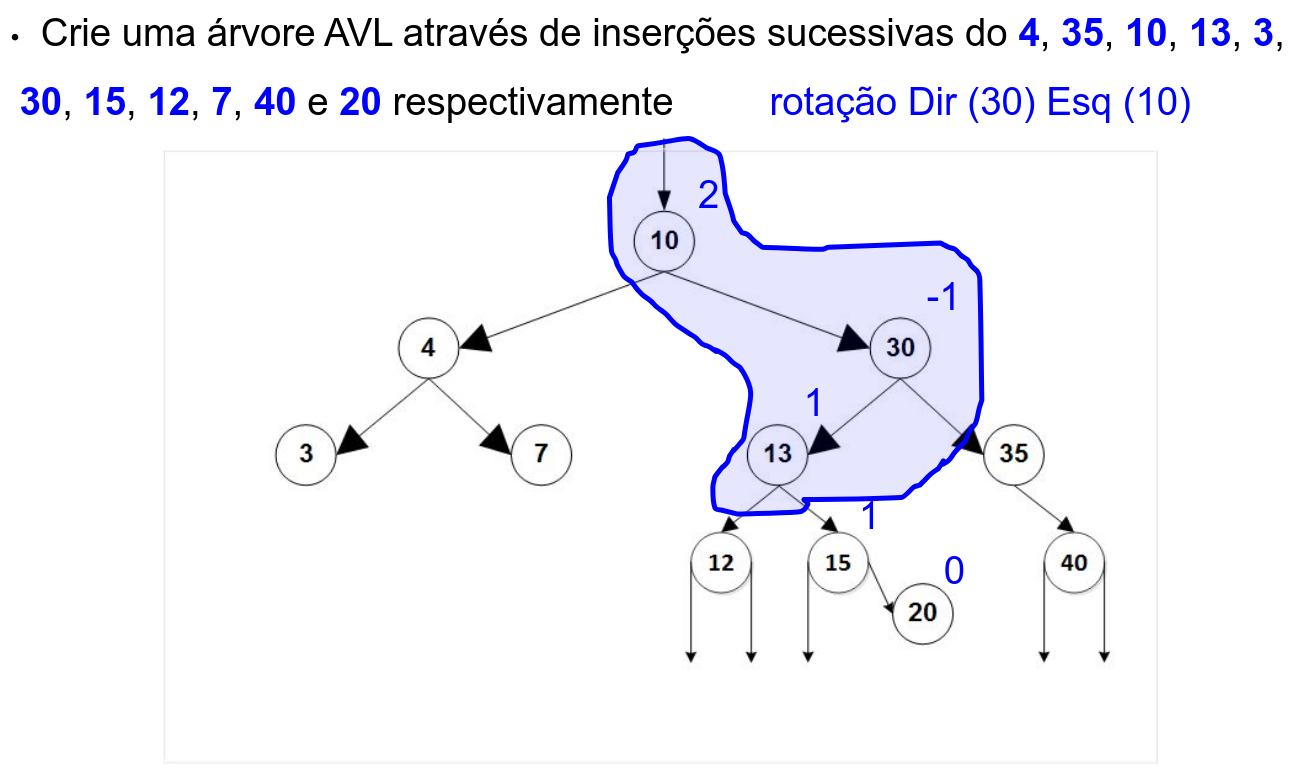 • Crie uma árvore AVL através de inserções sucessivas do 4, 35, 10, 13, 3,
30, 15, 12, 7, 40 e 20 respectivamente rotação Dir (30) Esq (10)
2
10
-1
4 30
1
3 7 13 35
1
12 15 40
0
20